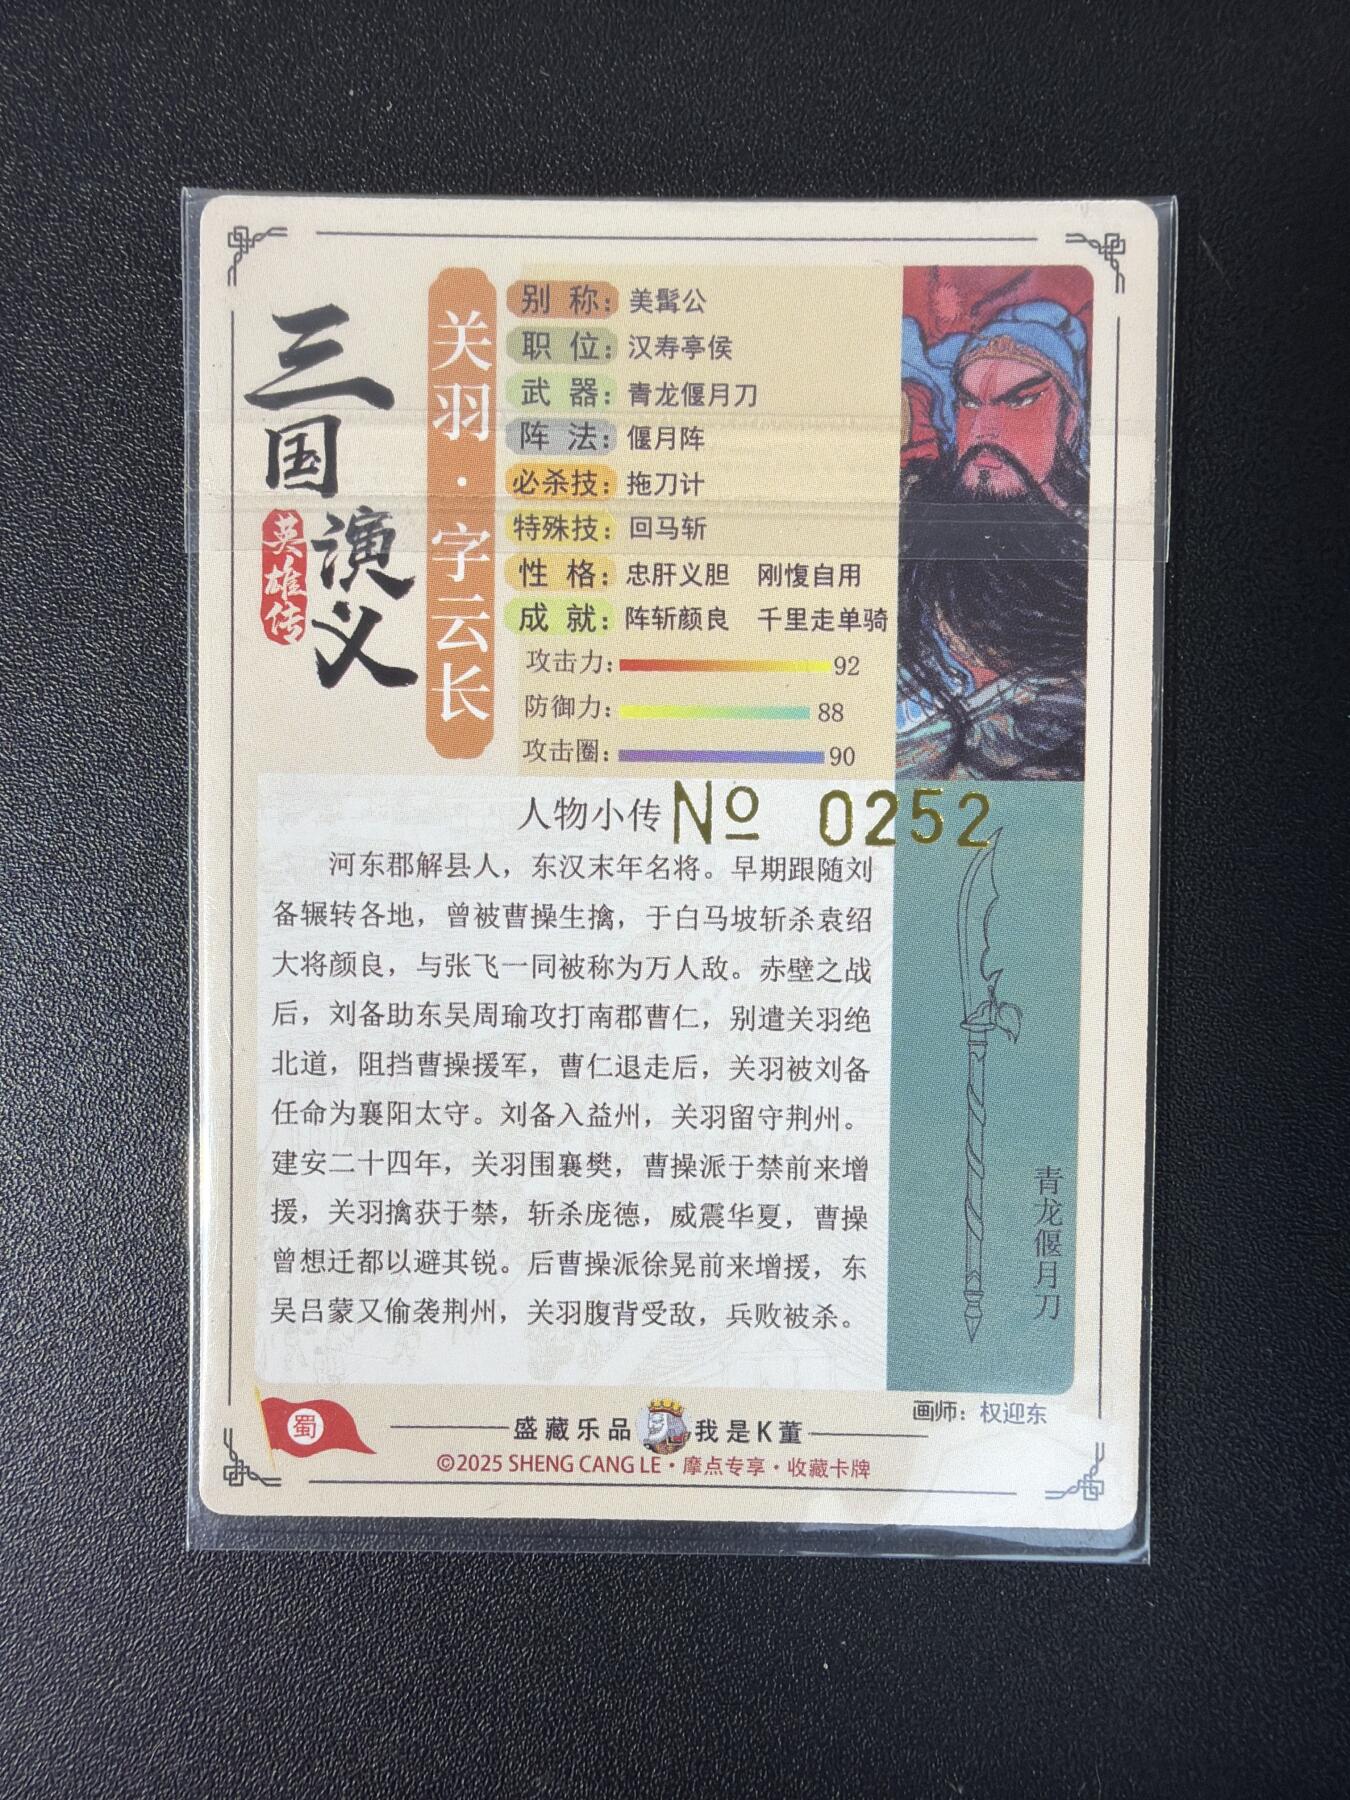 三国演义
英雄传
关羽·字云长
别称：美髯公
职位：汉寿亭侯
武器：青龙偃月刀
阵法：偃月阵
必杀技：拖刀计
特殊技：回马斩
性格：忠肝义胆 刚愎自用
成就：阵斩颜良 千里走单骑
攻击力：92
防御力：88
攻击圈：90
人物小传 No 0252
河东郡解县人，东汉末年名将。早期跟随刘
备辗转各地，曾被曹操生擒，于白马坡斩杀袁绍
大将颜良，与张飞一同被称为万人敌。赤壁之战
后，刘备助东吴周瑜攻打南郡曹仁，别遣关羽绝
北道，阻挡曹操援军，曹仁退走后，关羽被刘备
任命为襄阳太守。刘备入益州，关羽留守荆州。
建安二十四年，关羽围襄樊，曹操派于禁前来增
援，关羽擒获于禁，斩杀庞德，威震华夏，曹操
曾想迁都以避其锐。后曹操派徐晃前来增援，东
吴吕蒙又偷袭荆州，关羽腹背受敌，兵败被杀。
青龙偃月刀
画师：权迎东
蜀
盛藏乐品 我是K董
©2025 SHENG CANG LE·摩点专享·收藏卡牌